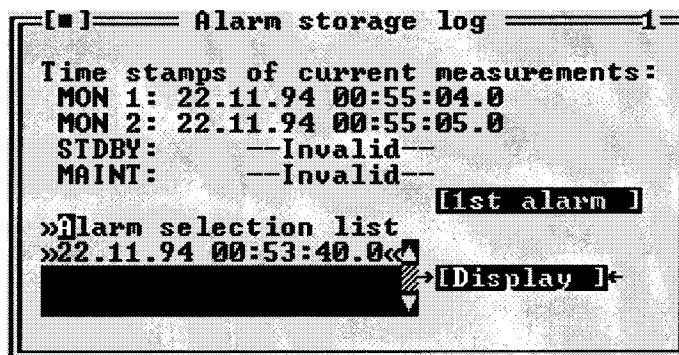 [■] Alarm storage log 1
Time stamps of current measurements:
MON 1: 22.11.94 00:55:04.0
MON 2: 22.11.94 00:55:05.0
STDBY: --Invalid--
MAINT: --Invalid--
[1st alarm ]
»Alarm selection list
»22.11.94 00:53:40.0«
[Display ]